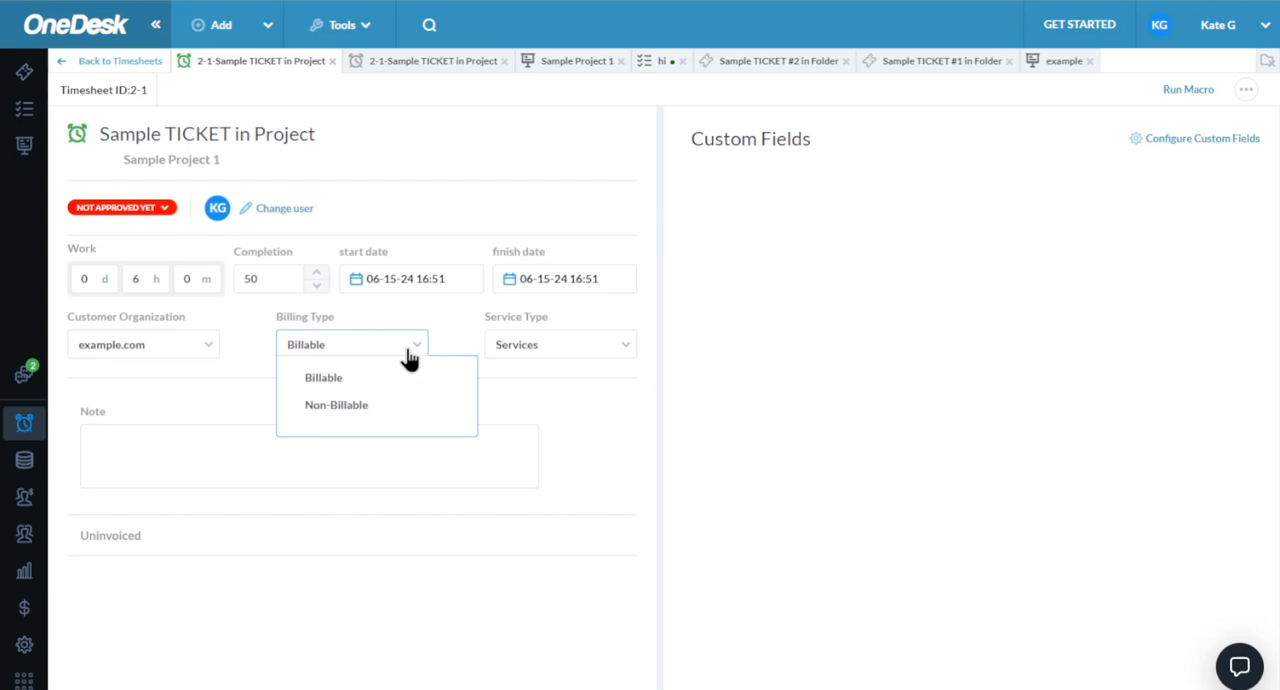 OneDesk
Add
Tools
GET STARTED
KG
Kate G
Back to Timesheets
2-1-Sample TICKET in Project
2-1-Sample TICKET in Project
Sample Project 1
hi
Sample TICKET #2 in Folder
Sample TICKET #1 in Folder
example
Timesheet ID:2-1
Run Macro
Sample TICKET in Project
Sample Project 1
Custom Fields
Configure Custom Fields
NOT APPROVED YET
KG
Change user
Work
Completion
start date
finish date
0 d 6 h 0 m
50
06-15-24 16:51
06-15-24 16:51
Customer Organization
Billing Type
Service Type
example.com
Billable
Services
Billable
Non-Billable
2
Note
Uninvoiced